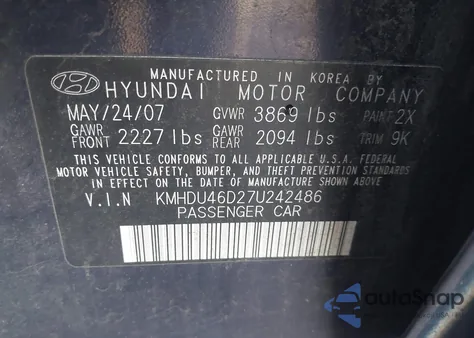 MANUFACTURED IN KOREA BY
HYUNDAI MOTOR COMPANY
MAY/24/07 GVWR 3869 lbs PAINT 2X
GAWR FRONT 2227 lbs GAWR REAR 2094 lbs TRIM 9K
THIS VEHICLE CONFORMS TO ALL APPLICABLE U.S.A. FEDERAL
MOTOR VEHICLE SAFETY, BUMPER, AND THEFT PREVENTION STANDARDS
IN EFFECT ON THE DATE OF MANUFACTURE SHOWN ABOVE.
V.I.N KMHDU46D27U242486
PASSENGER CAR
autoSnap